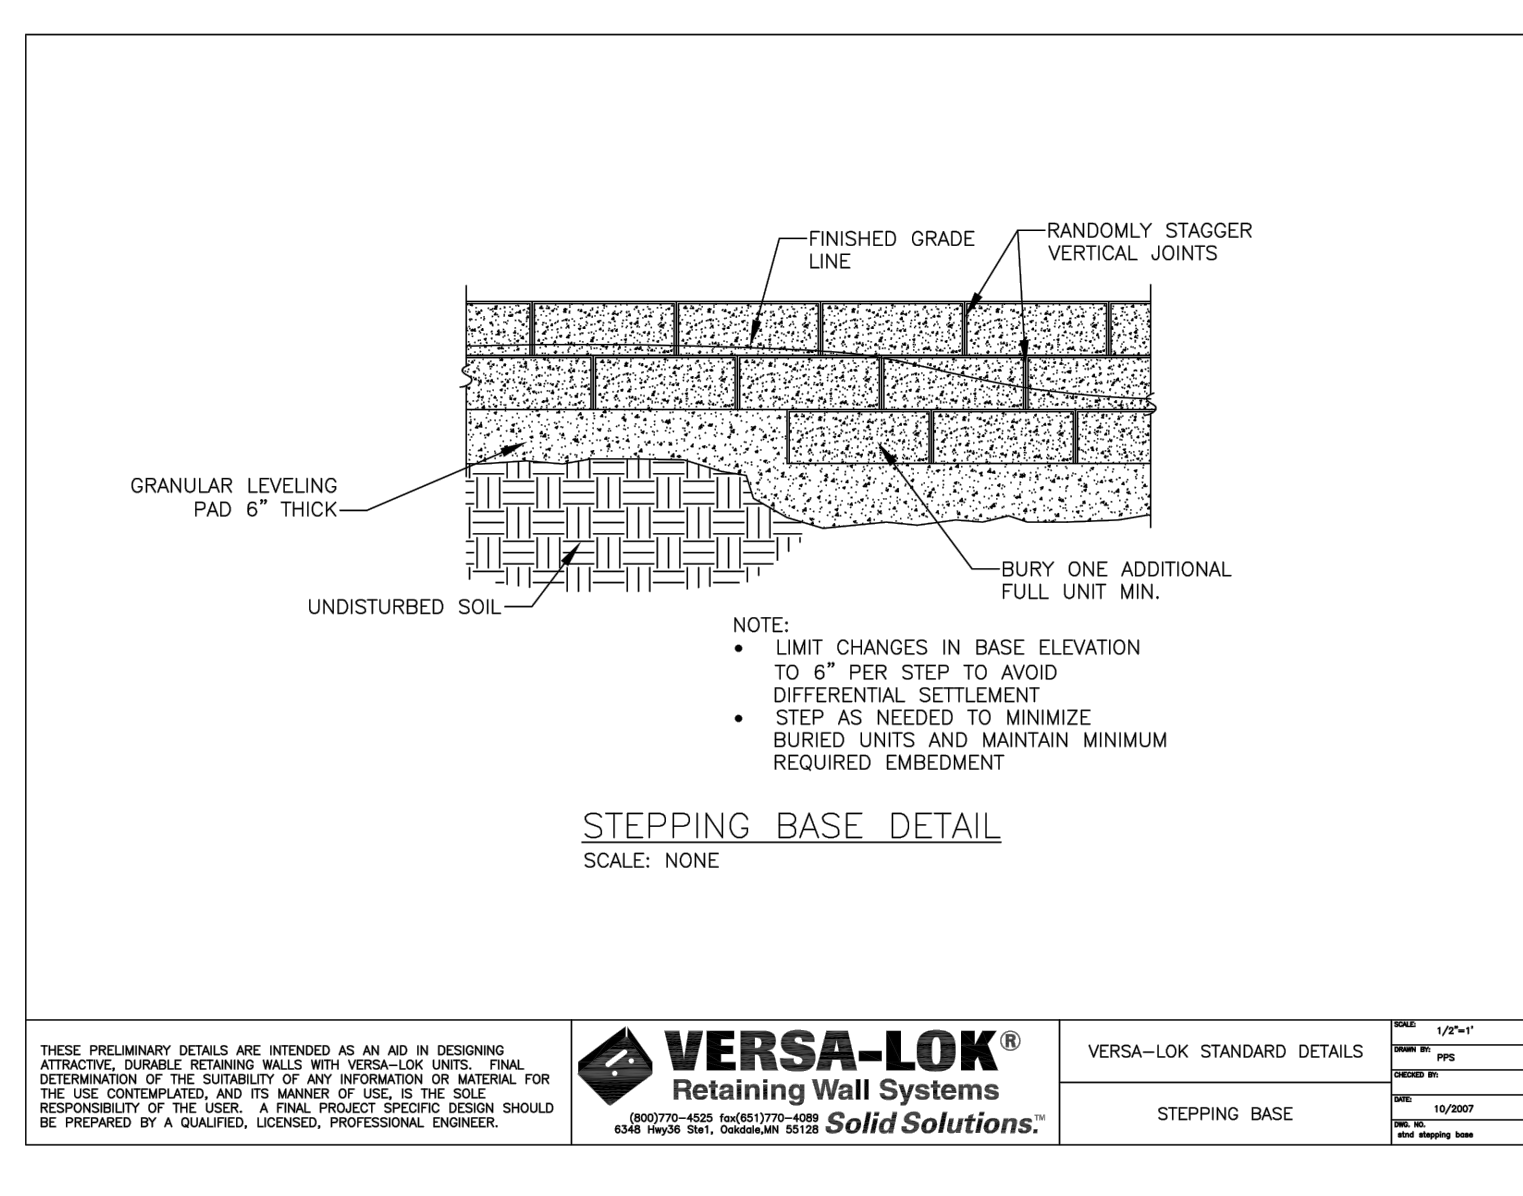 FINISHED GRADE
LINE
RANDOMLY STAGGER
VERTICAL JOINTS
GRANULAR LEVELING
PAD 6” THICK
UNDISTURBED SOIL
BURY ONE ADDITIONAL
FULL UNIT MIN.
NOTE:
• LIMIT CHANGES IN BASE ELEVATION
TO 6” PER STEP TO AVOID
DIFFERENTIAL SETTLEMENT
• STEP AS NEEDED TO MINIMIZE
BURIED UNITS AND MAINTAIN MINIMUM
REQUIRED EMBEDMENT
STEPPING BASE DETAIL
SCALE: NONE
THESE PRELIMINARY DETAILS ARE INTENDED AS AN AID IN DESIGNING
ATTRACTIVE, DURABLE RETAINING WALLS WITH VERSA-LOK UNITS. FINAL
DETERMINATION OF THE SUITABILITY OF ANY INFORMATION OR MATERIAL FOR
THE USE CONTEMPLATED, AND ITS MANNER OF USE, IS THE SOLE
RESPONSIBILITY OF THE USER. A FINAL PROJECT SPECIFIC DESIGN SHOULD
BE PREPARED BY A QUALIFIED, LICENSED, PROFESSIONAL ENGINEER.
VERSA-LOK®
Retaining Wall Systems
(800)770-4525 fax(651)770-4089
6348 Hwy36 Ste1, Oakdale,MN 55128
Solid Solutions.™
VERSA-LOK STANDARD DETAILS
STEPPING BASE
SCALE: 1/2"=1'
DRAWN BY: PPS
CHECKED BY:
DATE: 10/2007
DWG. NO.
stnd stepping base